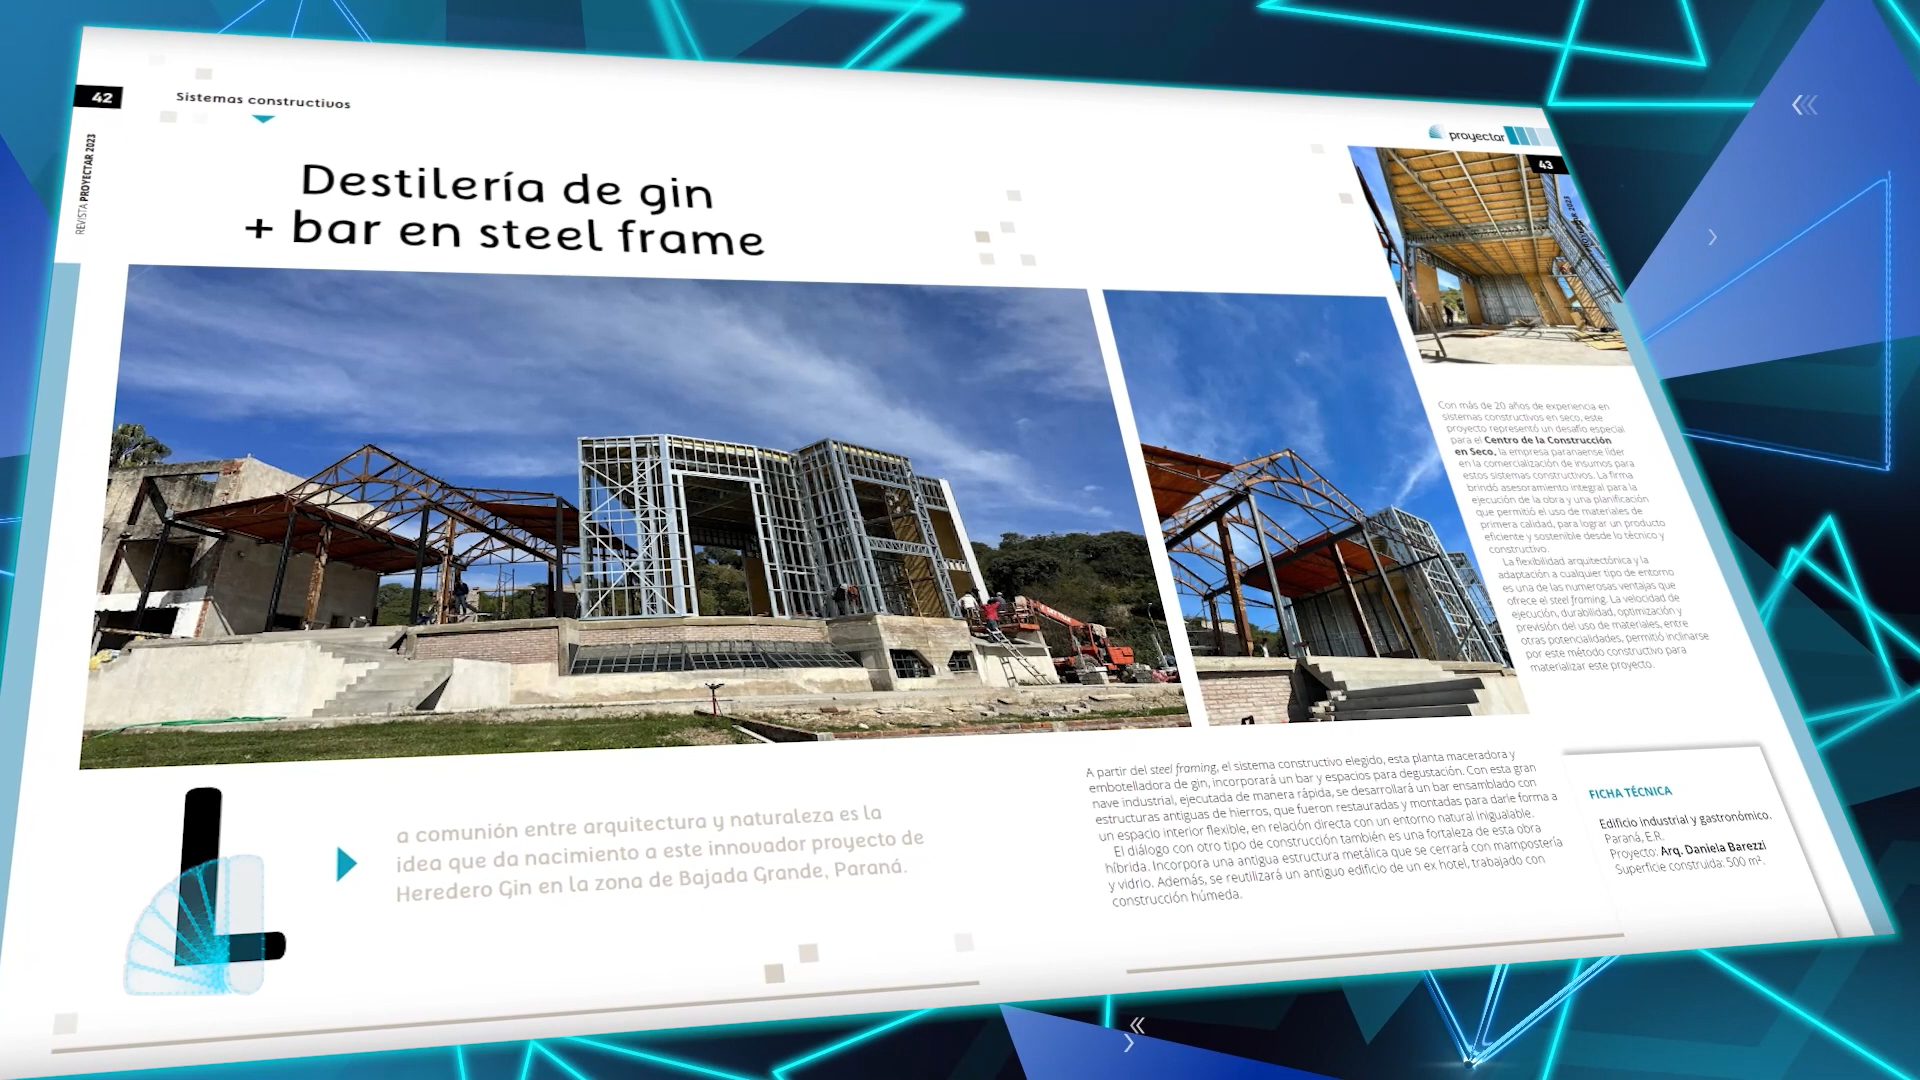 42
Sistemas constructivos
REVISTA PROYECTAR 2023
proyectar
43
Destilería de gin
+ bar en steel frame
L
a comunión entre arquitectura y naturaleza es la
idea que da nacimiento a este innovador proyecto de
Heredero Gin en la zona de Bajada Grande, Paraná.
A partir del steel framing, el sistema constructivo elegido, esta planta maceradora y
embotelladora de gin, incorporará un bar y espacios para degustación. Con esta gran
nave industrial, ejecutada de manera rápida, se desarrollará un bar ensamblado con
estructuras antiguas de hierros, que fueron restauradas y montadas para darle forma a
un espacio interior flexible, en relación directa con un entorno natural inigualable.
El diálogo con otro tipo de construcción también es una fortaleza de esta obra
híbrida. Incorpora una antigua estructura metálica que se cerrará con mampostería
y vidrio. Además, se reutilizará un antiguo edificio de un ex hotel, trabajado con
construcción húmeda.
Con más de 20 años de experiencia en
sistemas constructivos en seco, este
proyecto representó un desafío especial
para el Centro de la Construcción
en Seco, la empresa paranaense líder
en la comercialización de insumos para
estos sistemas constructivos. La firma
brindó asesoramiento integral para la
ejecución de la obra y una planificación
que permitió el uso de materiales de
primera calidad, para lograr un producto
eficiente y sostenible desde lo técnico y
constructivo.
La flexibilidad arquitectónica y la
adaptación a cualquier tipo de entorno
es una de las numerosas ventajas que
ofrece el steel framing. La velocidad de
ejecución, durabilidad, optimización y
previsión del uso de materiales, entre
otras potencialidades, permitió inclinarse
por este método constructivo para
materializar este proyecto.
FICHA TÉCNICA
Edificio industrial y gastronómico.
Paraná, E.R.
Proyecto: Arq. Daniela Barezzi
Superficie construida: 500 m².